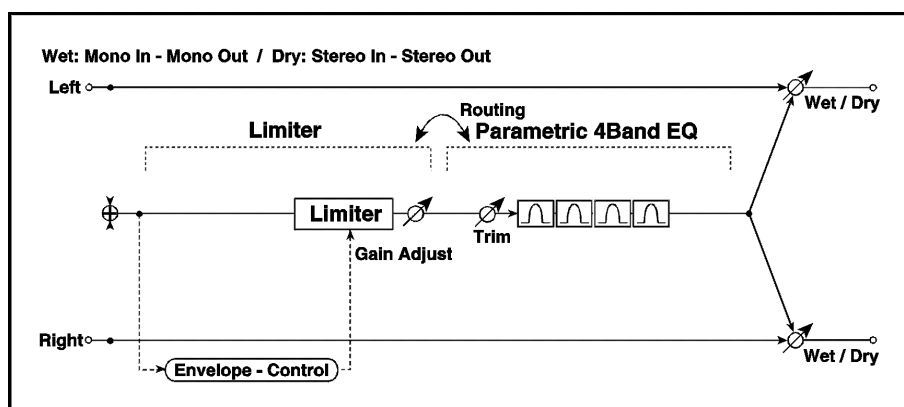 Wet: Mono In - Mono Out / Dry: Stereo In - Stereo Out
Left
Wet / Dry
Routing
Limiter
Parametric 4Band EQ
Limiter
Gain Adjust
Trim
Right
Wet / Dry
Envelope - Control